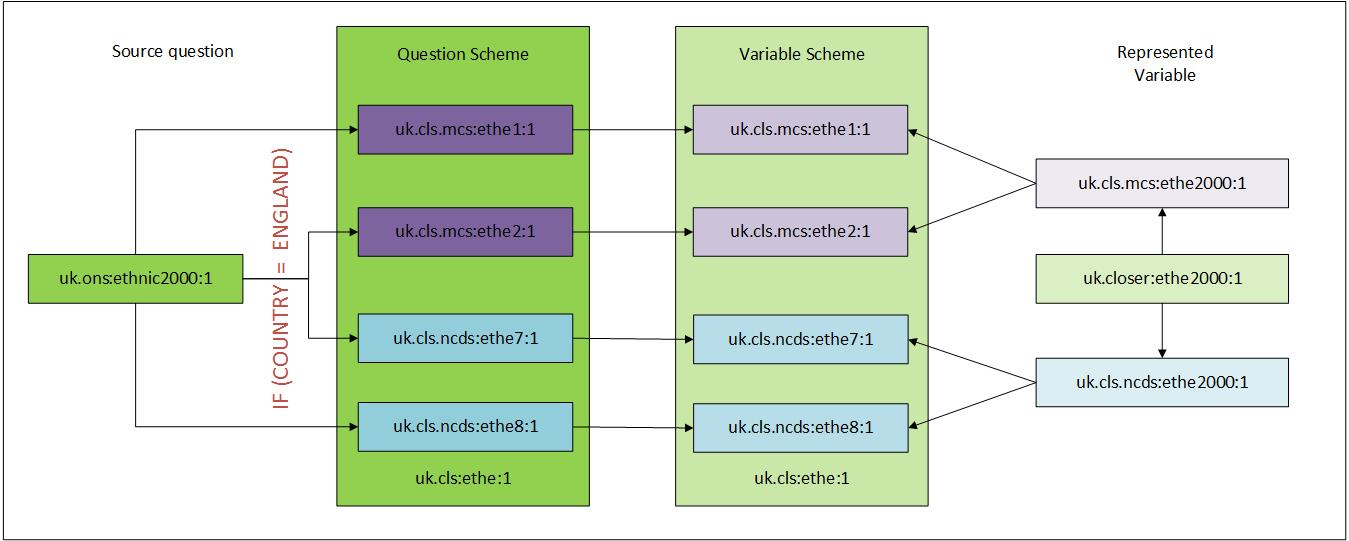 Source question
Question Scheme
Variable Scheme
Represented
Variable
uk.cls.mcs:ethe1:1
uk.cls.mcs:ethe1:1
uk.cls.mcs:ethe2000:1
IF (COUNTRY = ENGLAND)
uk.cls.mcs:ethe2:1
uk.cls.mcs:ethe2:1
uk.ons:ethnic2000:1
uk.closer:ethe2000:1
uk.cls.ncds:ethe7:1
uk.cls.ncds:ethe7:1
uk.cls.ncds:ethe2000:1
uk.cls.ncds:ethe8:1
uk.cls.ncds:ethe8:1
uk.cls:ethe:1
uk.cls:ethe:1